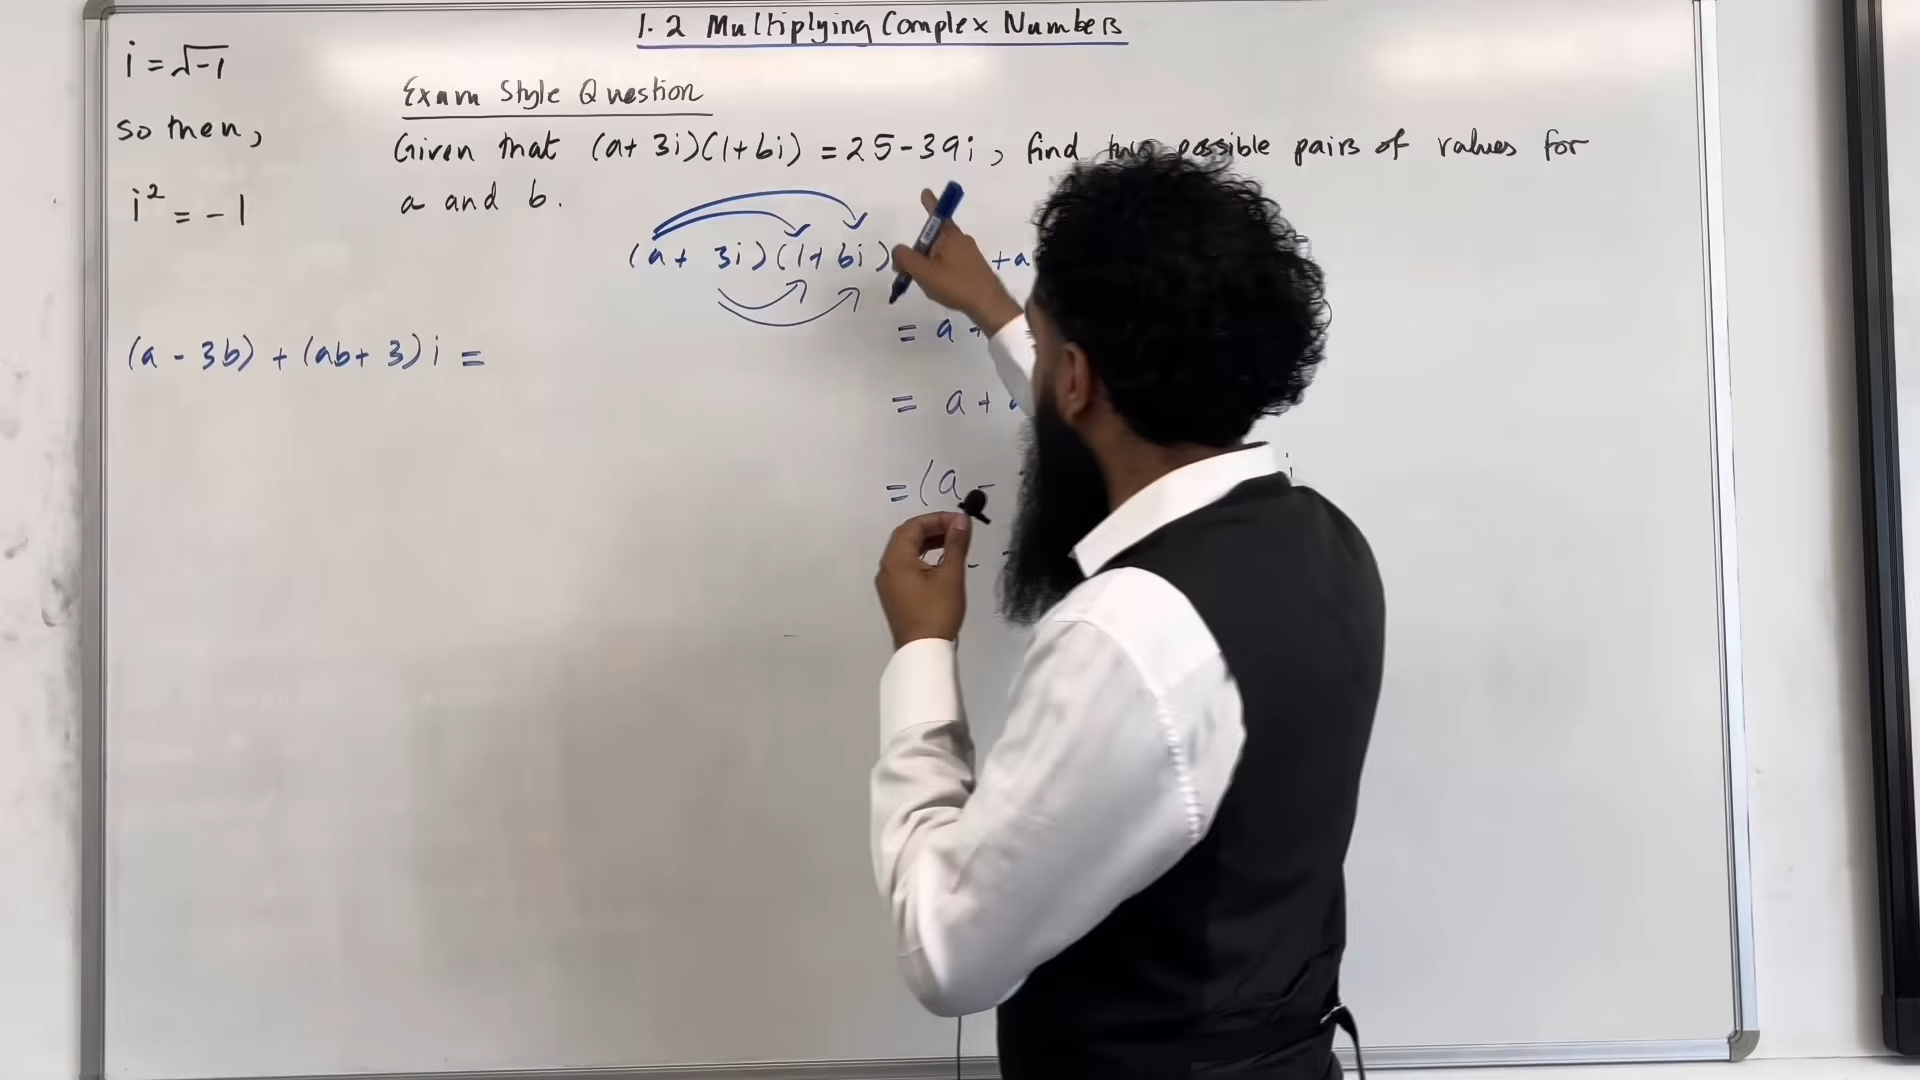 1.2 Multiplying Complex Numbers
i = √-1
so then,
i² = -1
Exam Style Question
Given that (a+ 3i)(1+bi) = 25-39i, find two possible pairs of values for
a and b.
(a + 3i)(1+ bi) +a
= a +
= a +
= (a - i
-
(a - 3b) + (ab+ 3) i =